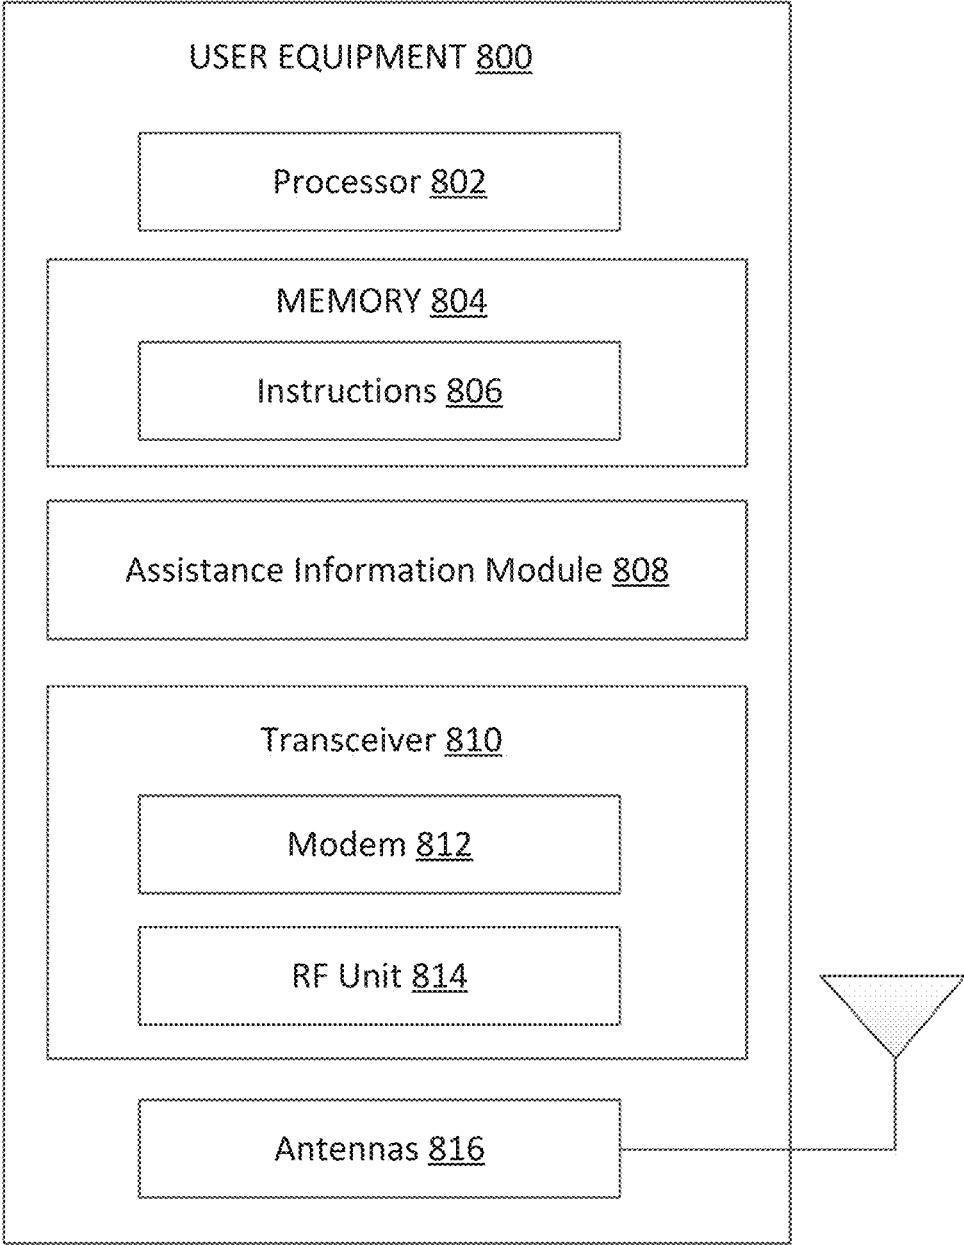 USER EQUIPMENT 800
Processor 802
MEMORY 804
Instructions 806
Assistance Information Module 808
Transceiver 810
Modem 812
RF Unit 814
Antennas 816